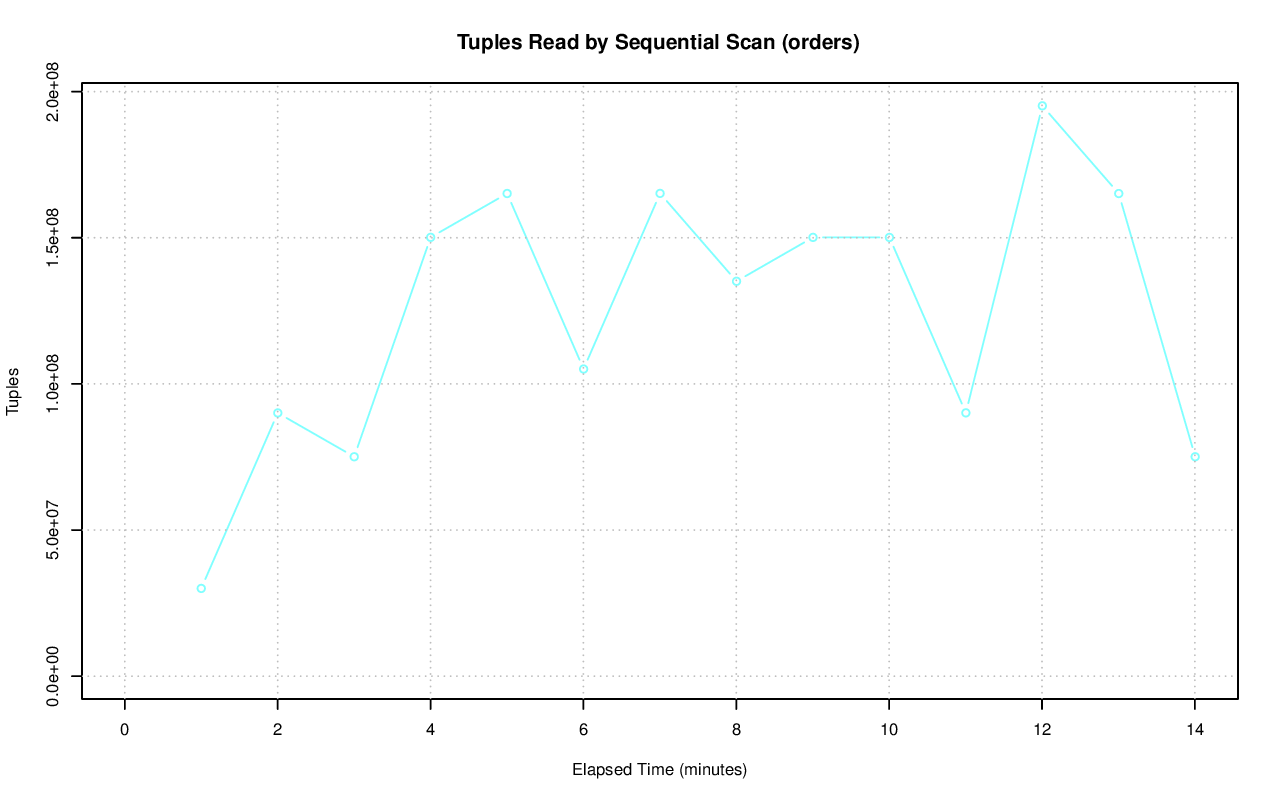 Tuples Read by Sequential Scan (orders)
Tuples
2.0e+08
1.5e+08
1.0e+08
5.0e+07
0.0e+00
0 2 4 6 8 10 12 14
Elapsed Time (minutes)